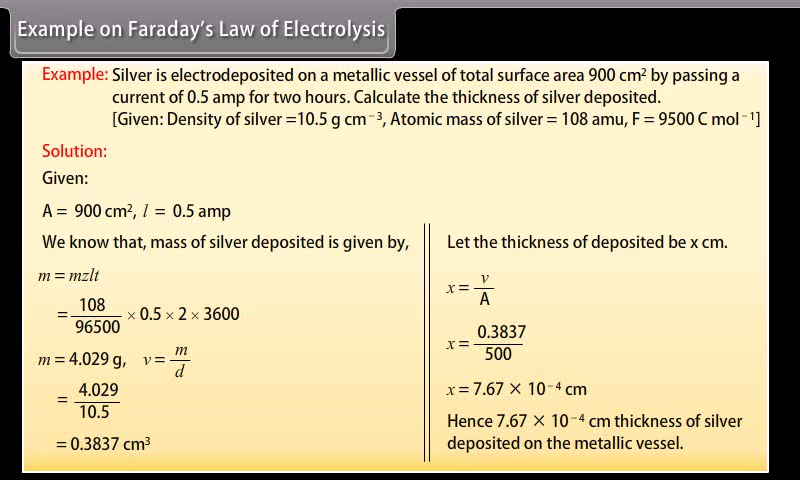 Example on Faraday's Law of Electrolysis
Example: Silver is electrodeposited on a metallic vessel of total surface area 900 cm² by passing a
current of 0.5 amp for two hours. Calculate the thickness of silver deposited.
[Given: Density of silver =10.5 g cm⁻³, Atomic mass of silver = 108 amu, F = 9500 C mol⁻¹]
Solution:
Given:
A = 900 cm², l = 0.5 amp
We know that, mass of silver deposited is given by,
m = mzlt
= 108/96500 × 0.5 × 2 × 3600
m = 4.029 g, v = m/d
= 4.029/10.5
= 0.3837 cm³
Let the thickness of deposited be x cm.
x = v/A
x = 0.3837/500
x = 7.67 × 10⁻⁴ cm
Hence 7.67 × 10⁻⁴ cm thickness of silver
deposited on the metallic vessel.